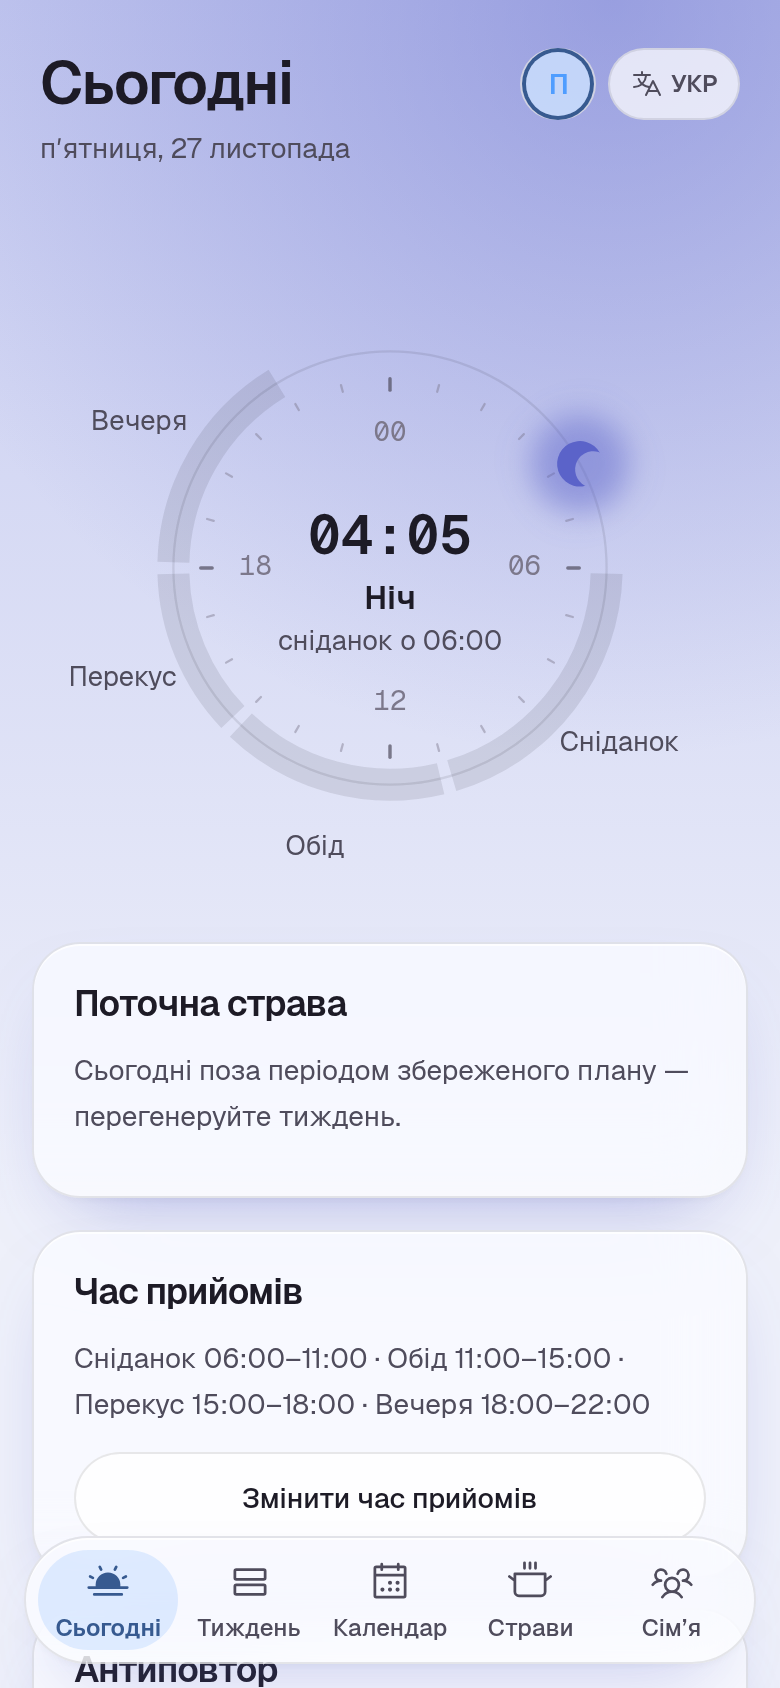 Сьогодні
П
УКР
п'ятниця, 27 листопада
Вечеря
00
04:05
18
06
Ніч
сніданок о 06:00
Перекус
12
Сніданок
Обід
Поточна страва
Сьогодні поза періодом збереженого плану —
перегенеруйте тиждень.
Час прийомів
Сніданок 06:00–11:00 · Обід 11:00–15:00 ·
Перекус 15:00–18:00 · Вечеря 18:00–22:00
Змінити час прийомів
Сьогодні
Тиждень
Календар
Страви
Сім'я
Антиповтор